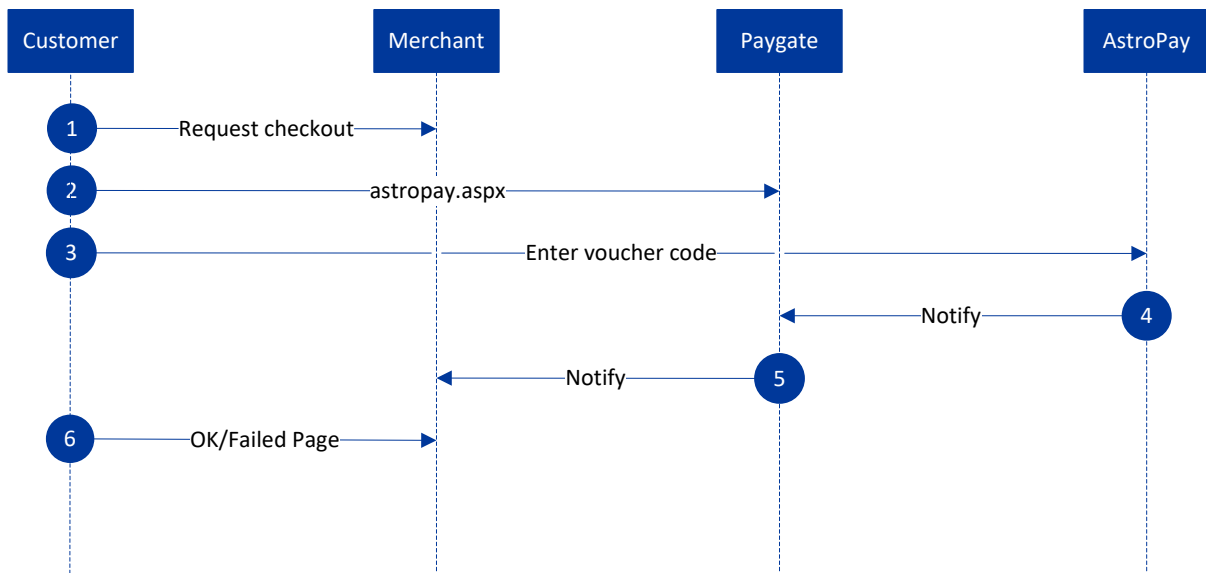 Customer
Merchant
Paygate
AstroPay
1
Request checkout
2
astropay.aspx
3
Enter voucher code
Notify
4
Notify
5
6
OK/Failed Page